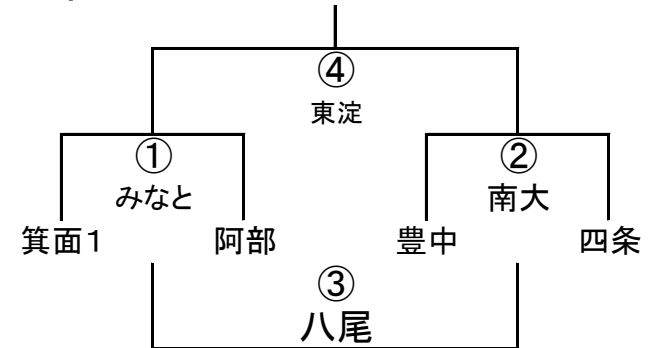 ④
東淀
① ②
みなと 南大
箕面1 阿部 豊中 四条
③
八尾